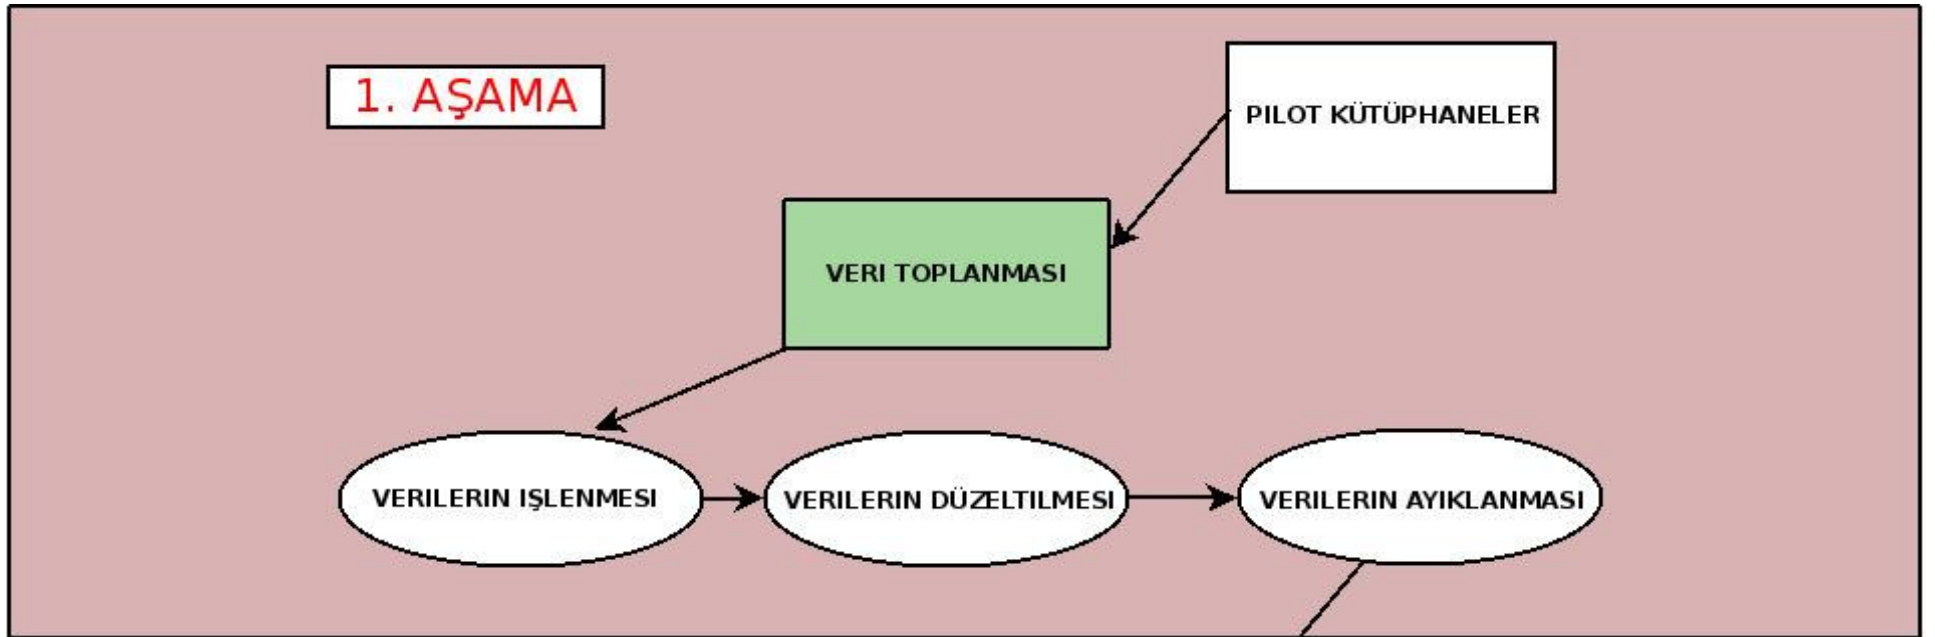 1. AŞAMA
PILOT KÜTÜPHANELER
VERI TOPLANMASI
VERILERIN IŞLENMESI
VERILERIN DÜZELTILMESI
VERILERIN AYIKLANMASI